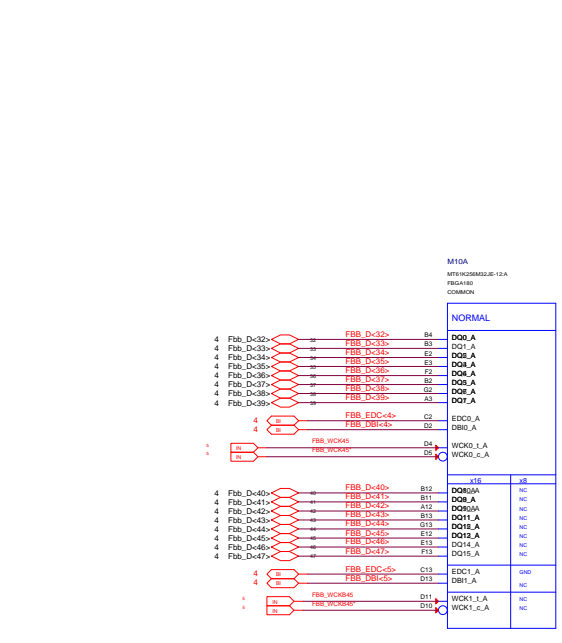 M10A
MT61K256M32JE-12:A
FBGA180
COMMON
NORMAL
4 Fbb_D<32> 32 FBB_D<32> B4 DQ0_A
4 Fbb_D<33> 33 FBB_D<33> B3 DQ1_A
4 Fbb_D<34> 34 FBB_D<34> E2 DQ2_A
4 Fbb_D<35> 35 FBB_D<35> E3 DQ3_A
4 Fbb_D<36> 36 FBB_D<36> F2 DQ4_A
4 Fbb_D<37> 37 FBB_D<37> B2 DQ5_A
4 Fbb_D<38> 38 FBB_D<38> G2 DQ6_A
4 Fbb_D<39> 39 FBB_D<39> A3 DQ7_A
4 BI FBB_EDC<4> C2 EDC0_A
4 BI FBB_DBI<4> D2 DBI0_A
IN FBB_WCK45 D4 WCK0_t_A
IN FBB_WCK45* D5 WCK0_c_A
x16 x8
4 Fbb_D<40> 40 FBB_D<40> B12 DQ8_A NC
4 Fbb_D<41> 41 FBB_D<41> B11 DQ9_A NC
4 Fbb_D<42> 42 FBB_D<42> A12 DQ10_A NC
4 Fbb_D<43> 43 FBB_D<43> B13 DQ11_A NC
4 Fbb_D<44> 44 FBB_D<44> G13 NC
4 Fbb_D<45> 45 FBB_D<45> E12 NC
4 Fbb_D<46> 46 FBB_D<46> E13 DQ14_A NC
4 Fbb_D<47> 47 FBB_D<47> F13 DQ15_A NC
4 BI FBB_EDC<5> C13 EDC1_A GND
4 BI FBB_DBI<5> D13 DBI1_A NC
IN FBB_WCKB45 D11 WCK1_t_A NC
IN FBB_WCKB45* D10 WCK1_c_A NC